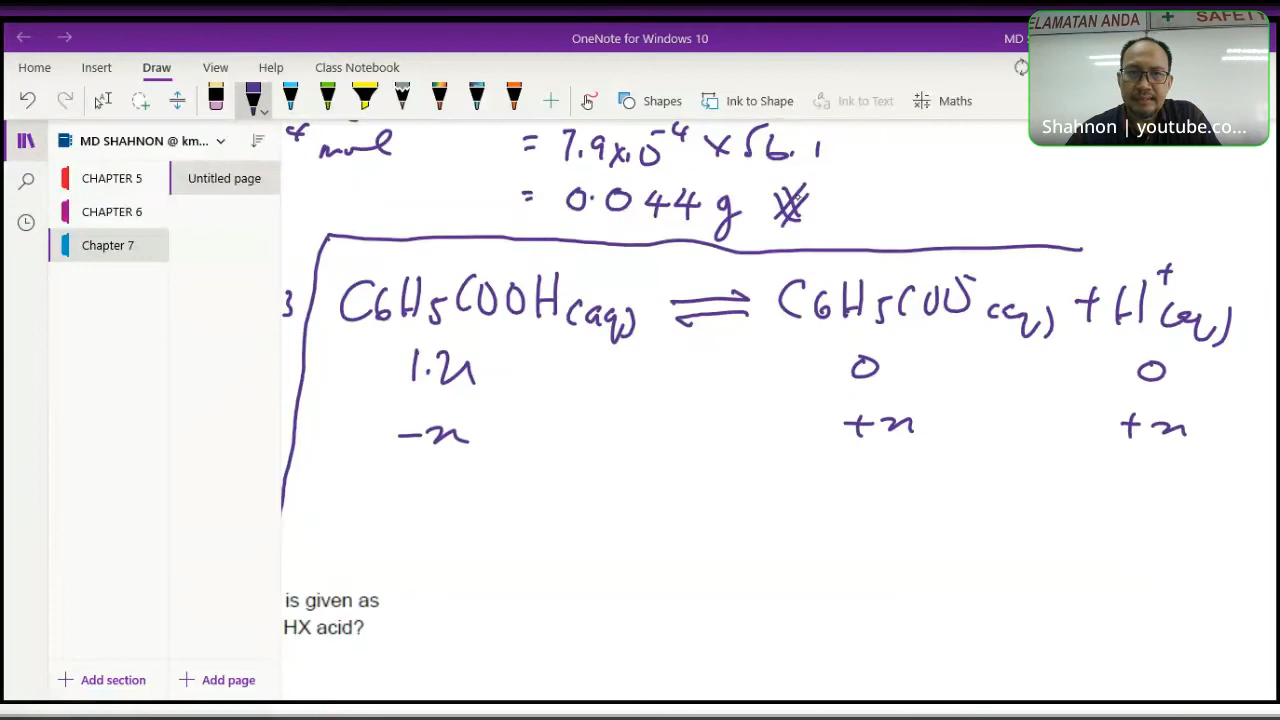 ELAMATAN ANDA + SAFETY
OneNote for Windows 10
MD S
Home Insert Draw View Help Class Notebook
Shapes Ink to Shape Ink to Text Maths
Shahnon | youtube.co...
MD SHAHNON @ km...
CHAPTER 5
CHAPTER 6
Chapter 7
Untitled page
mol = 7.9x10⁻⁴ x 56.1
= 0.044 g
3 C6H5COOH(aq) ⇌ C6H5COO⁻(aq) + H⁺(aq)
0 0
-x +x +x
is given as
HX acid?
+ Add section
+ Add page